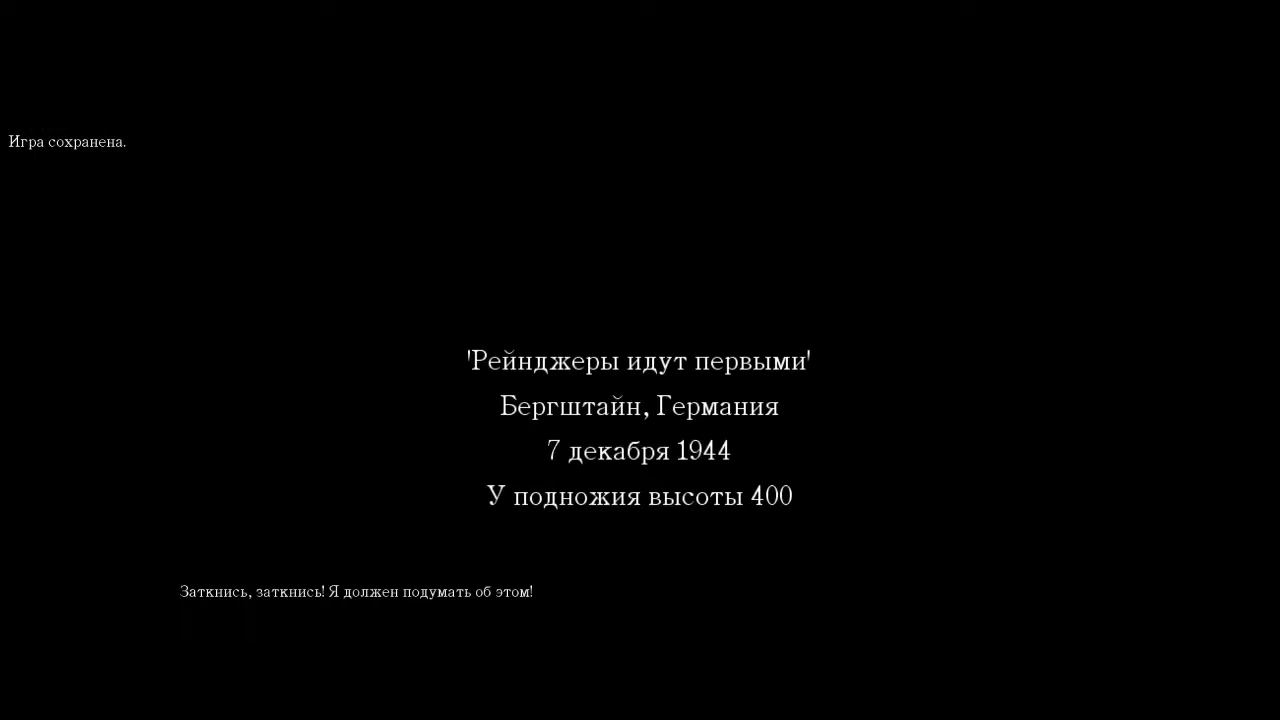 Игра сохранена.
'Рейнджеры идут первыми'
Бергштайн, Германия
7 декабря 1944
У подножия высоты 400
Заткнись, заткнись! Я должен подумать об этом!